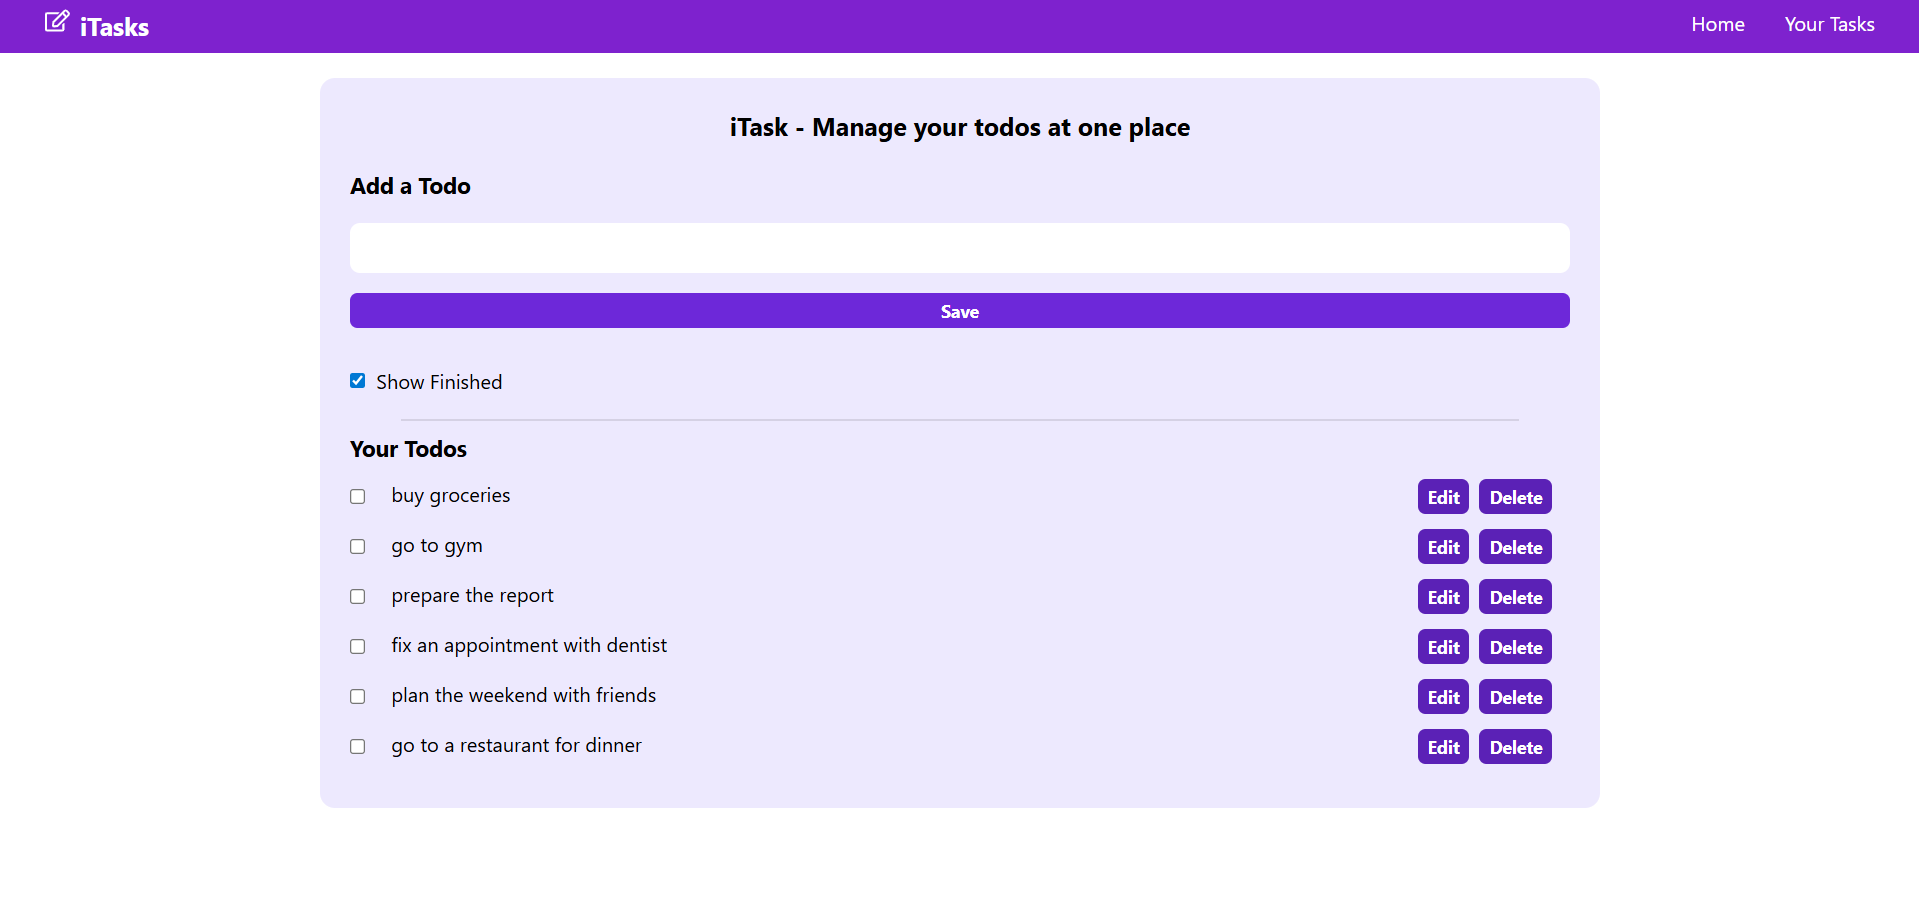 iTasks Home Your Tasks
iTask - Manage your todos at one place
Add a Todo
Save
Show Finished
Your Todos
buy groceries Edit Delete
go to gym Edit Delete
prepare the report Edit Delete
fix an appointment with dentist Edit Delete
plan the weekend with friends Edit Delete
go to a restaurant for dinner Edit Delete